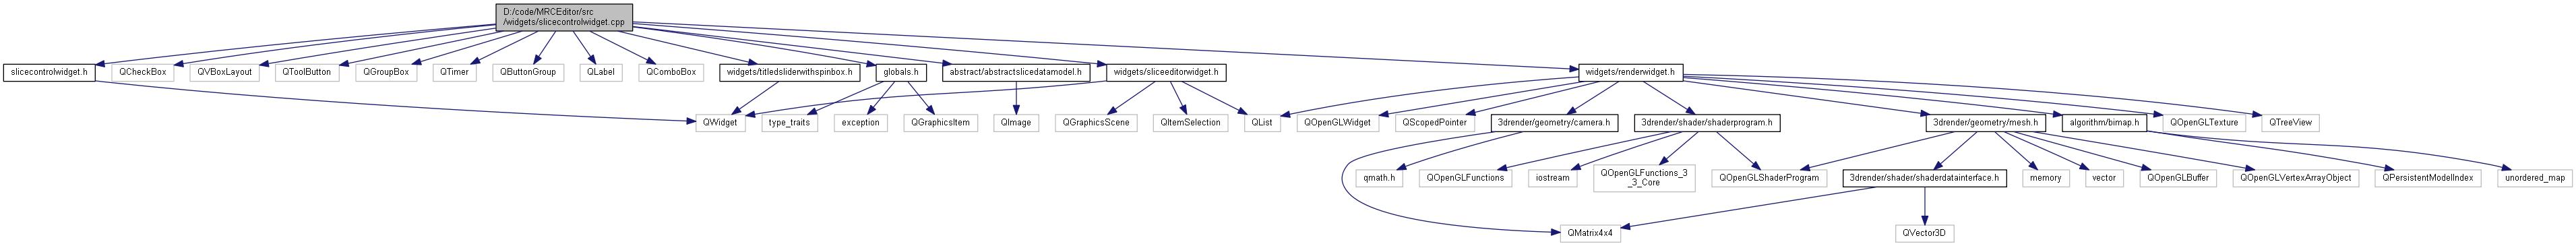 D:/code/MRCEditor/src
/widgets/slicecontrolwidget.cpp
slicecontrolwidget.h
QCheckBox
QVBoxLayout
QToolButton
QGroupBox
QTimer
QButtonGroup
QLabel
QComboBox
widgets/titledsliderwithspinbox.h
globals.h
abstract/abstractslicedatamodel.h
widgets/sliceeditorwidget.h
widgets/renderwidget.h
QWidget
type_traits
exception
QGraphicsItem
QImage
QGraphicsScene
QItemSelection
QList
QOpenGLWidget
QScopedPointer
3drender/geometry/camera.h
3drender/shader/shaderprogram.h
3drender/geometry/mesh.h
algorithm/bimap.h
QOpenGLTexture
QTreeView
qmath.h
QOpenGLFunctions
iostream
QOpenGLFunctions_3
_3_Core
QOpenGLShaderProgram
3drender/shader/shaderdatainterface.h
memory
vector
QOpenGLBuffer
QOpenGLVertexArrayObject
QPersistentModelIndex
unordered_map
QMatrix4x4
QVector3D